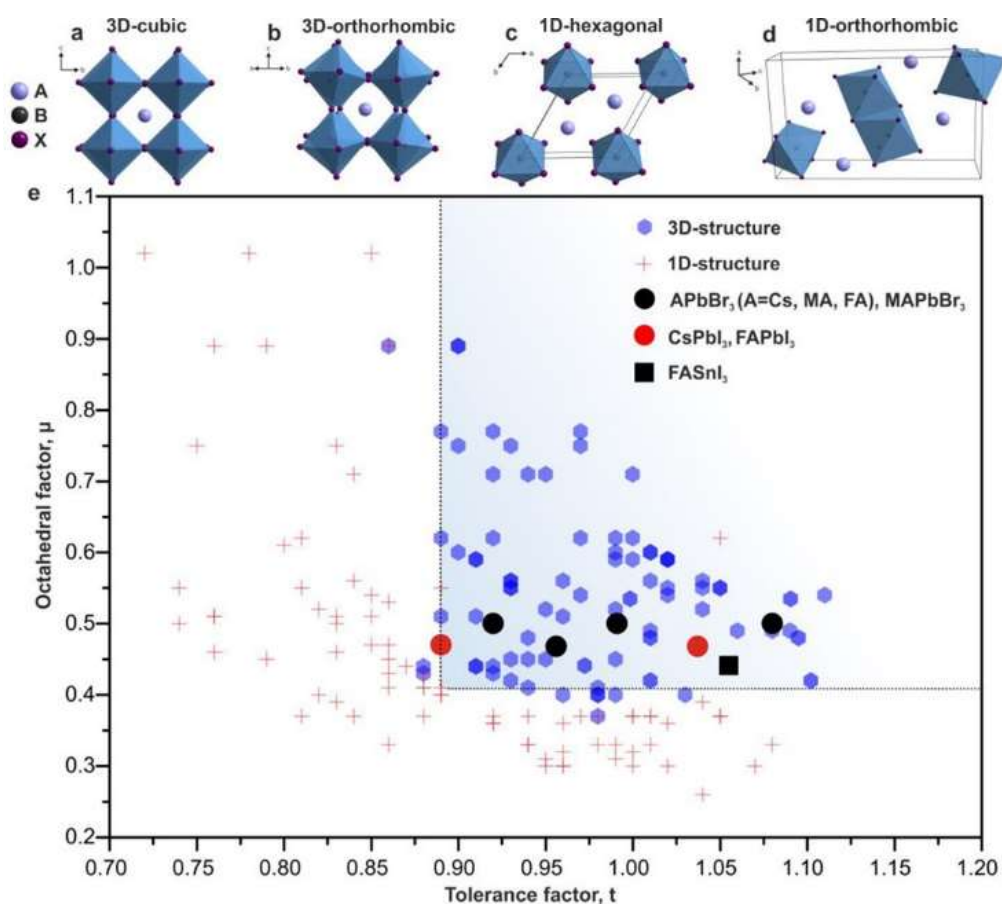 a 3D-cubic
b 3D-orthorhombic
c 1D-hexagonal
d 1D-orthorhombic
A
B
X
e
3D-structure
1D-structure
APbBr₃ (A=Cs, MA, FA), MAPbBr₃
CsPbI₃, FAPbI₃
FASnI₃
Octahedral factor, μ
1.1
1.0
0.9
0.8
0.7
0.6
0.5
0.4
0.3
0.2
0.70 0.75 0.80 0.85 0.90 0.95 1.00 1.05 1.10 1.15 1.20
Tolerance factor, t